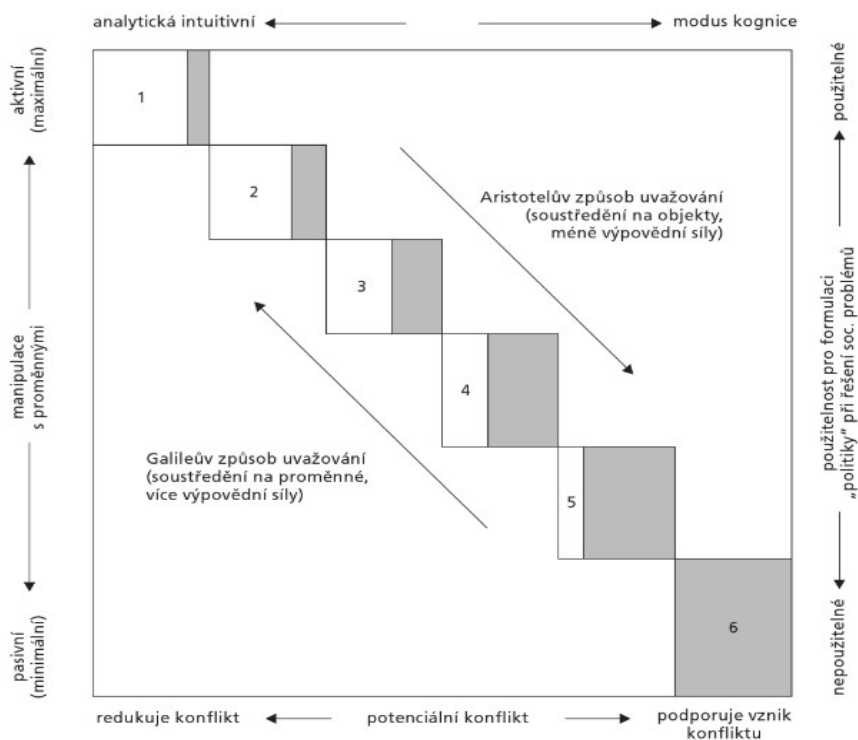 analytická intuitivní
modus kognice
aktivní
(maximální)
použitelné
1
2
Aristotelův způsob uvažování
(soustředění na objekty,
méně výpovědní síly)
3
manipulace
s proměnnými
4
použitelnost pro formulaci
„politiky“ při řešení soc. problémů
Galileův způsob uvažování
(soustředění na proměnné,
více výpovědní síly)
5
pasivní
(minimální)
6
nepoužitelné
redukuje konflikt
potenciální konflikt
podporuje vznik
konfliktu